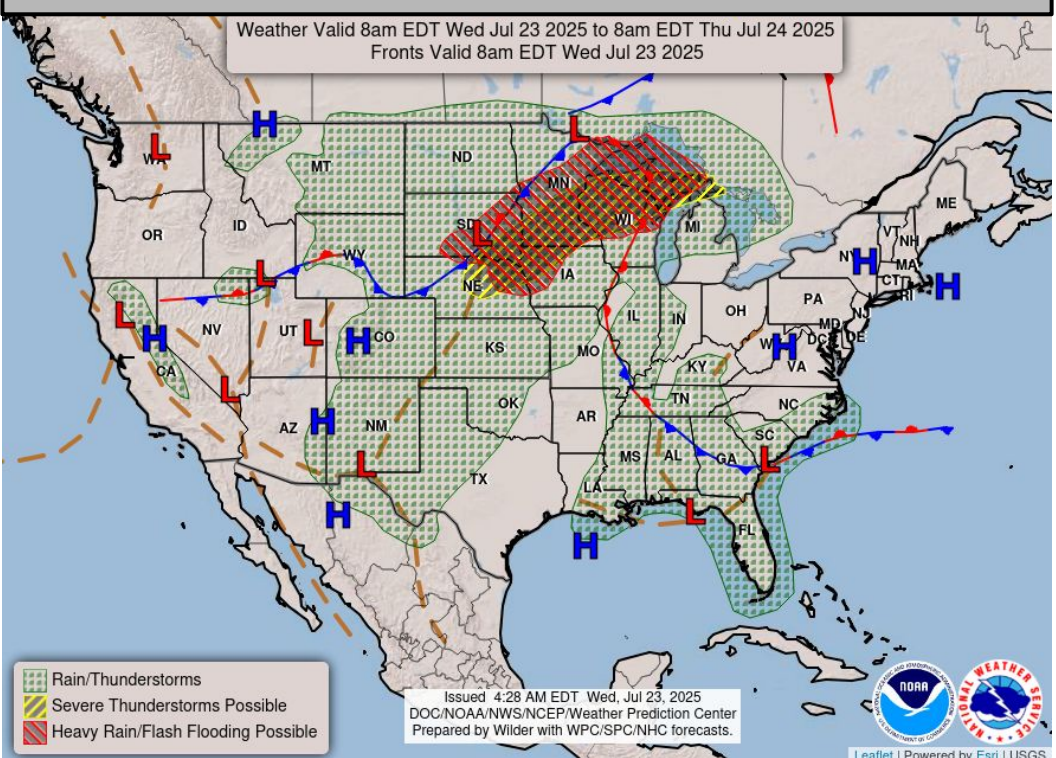 Weather Valid 8am EDT Wed Jul 23 2025 to 8am EDT Thu Jul 24 2025
Fronts Valid 8am EDT Wed Jul 23 2025
H
L
WA
MT
ND
L
MN
ME
OR
ID
SD
L
WI
MI
VT
NH
NY
H
MA
WY
L
NE
IA
CT
RI
H
L
H
NV
UT
L
H
CO
KS
MO
IL
IN
OH
PA
NJ
MD
DE
DC
W
H
VA
CA
L
KY
AZ
H
NM
OK
AR
TN
NC
SC
L
TX
MS
AL
GA
L
LA
H
H
L
FL
Rain/Thunderstorms
Severe Thunderstorms Possible
Heavy Rain/Flash Flooding Possible
Issued 4:28 AM EDT Wed, Jul 23, 2025
DOC/NOAA/NWS/NCEP/Weather Prediction Center
Prepared by Wilder with WPC/SPC/NHC forecasts.
NOAA
NATIONAL WEATHER SERVICE
Leaflet | Powered by Esri | USGS